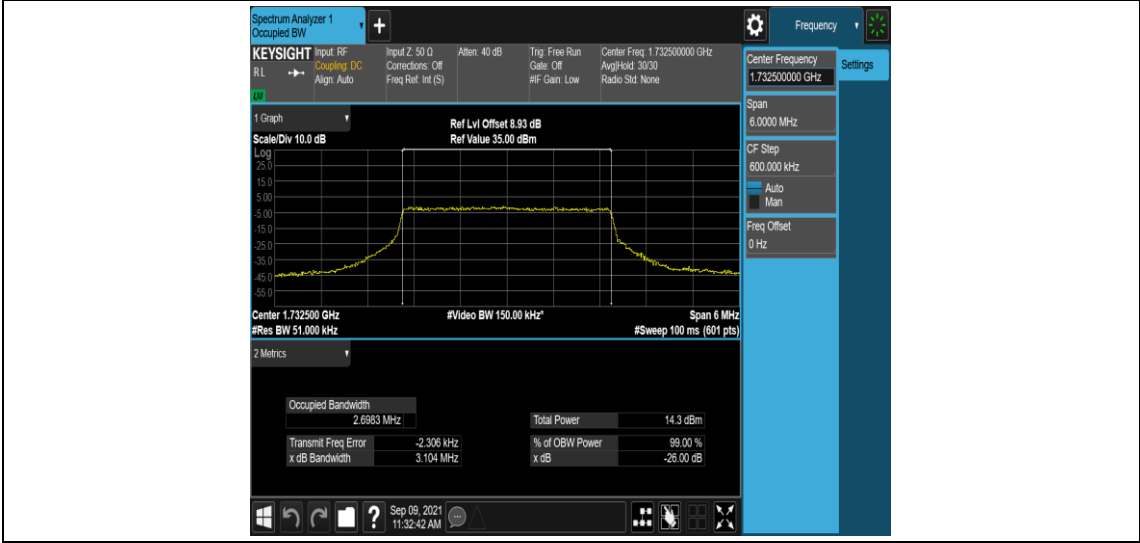 Spectrum Analyzer 1
Occupied BW
+
Frequency
KEYSIGHT
RL
LM
Input: RF
Coupling: DC
Align: Auto
Input Z: 50 Ω
Corrections: Off
Freq Ref: Int (S)
Atten: 40 dB
Trig: Free Run
Gate: Off
#IF Gain: Low
Center Freq: 1.732500000 GHz
Avg|Hold: 30/30
Radio Std: None
Center Frequency
1.732500000 GHz
Settings
Span
6.0000 MHz
CF Step
600.000 kHz
Auto
Man
Freq Offset
0 Hz
1 Graph
Scale/Div 10.0 dB
Ref Lvl Offset 8.93 dB
Ref Value 35.00 dBm
Log
25.0
15.0
5.00
-5.00
-15.0
-25.0
-35.0
-45.0
-55.0
Center 1.732500 GHz
#Res BW 51.000 kHz
#Video BW 150.00 kHz*
Span 6 MHz
#Sweep 100 ms (601 pts)
2 Metrics
Occupied Bandwidth
2.6983 MHz
Total Power 14.3 dBm
Transmit Freq Error -2.306 kHz
% of OBW Power 99.00 %
x dB Bandwidth 3.104 MHz
x dB -26.00 dB
?
Sep 09, 2021
11:32:42 AM